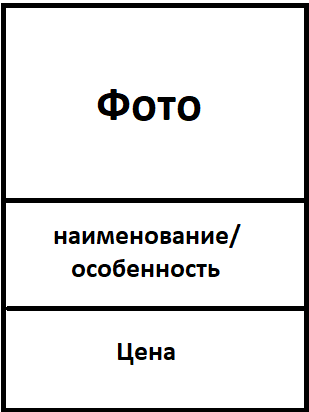 Фото
наименование/
особенность
Цена